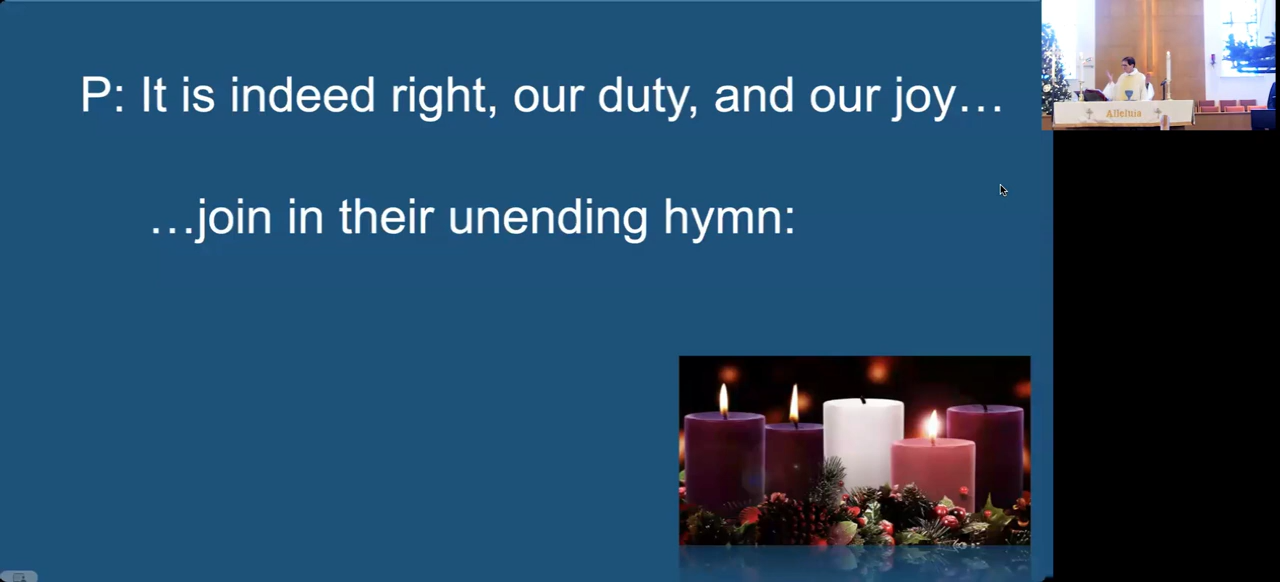 P: It is indeed right, our duty, and our joy…
…join in their unending hymn:
Alleluia